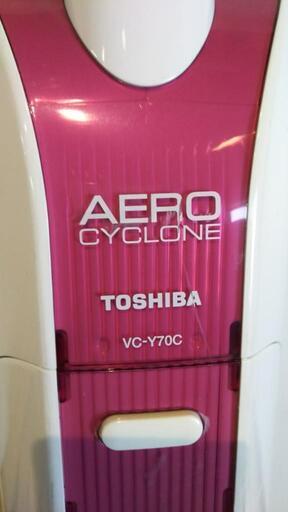 AERO
CYCLONE
TOSHIBA
VC-Y70C